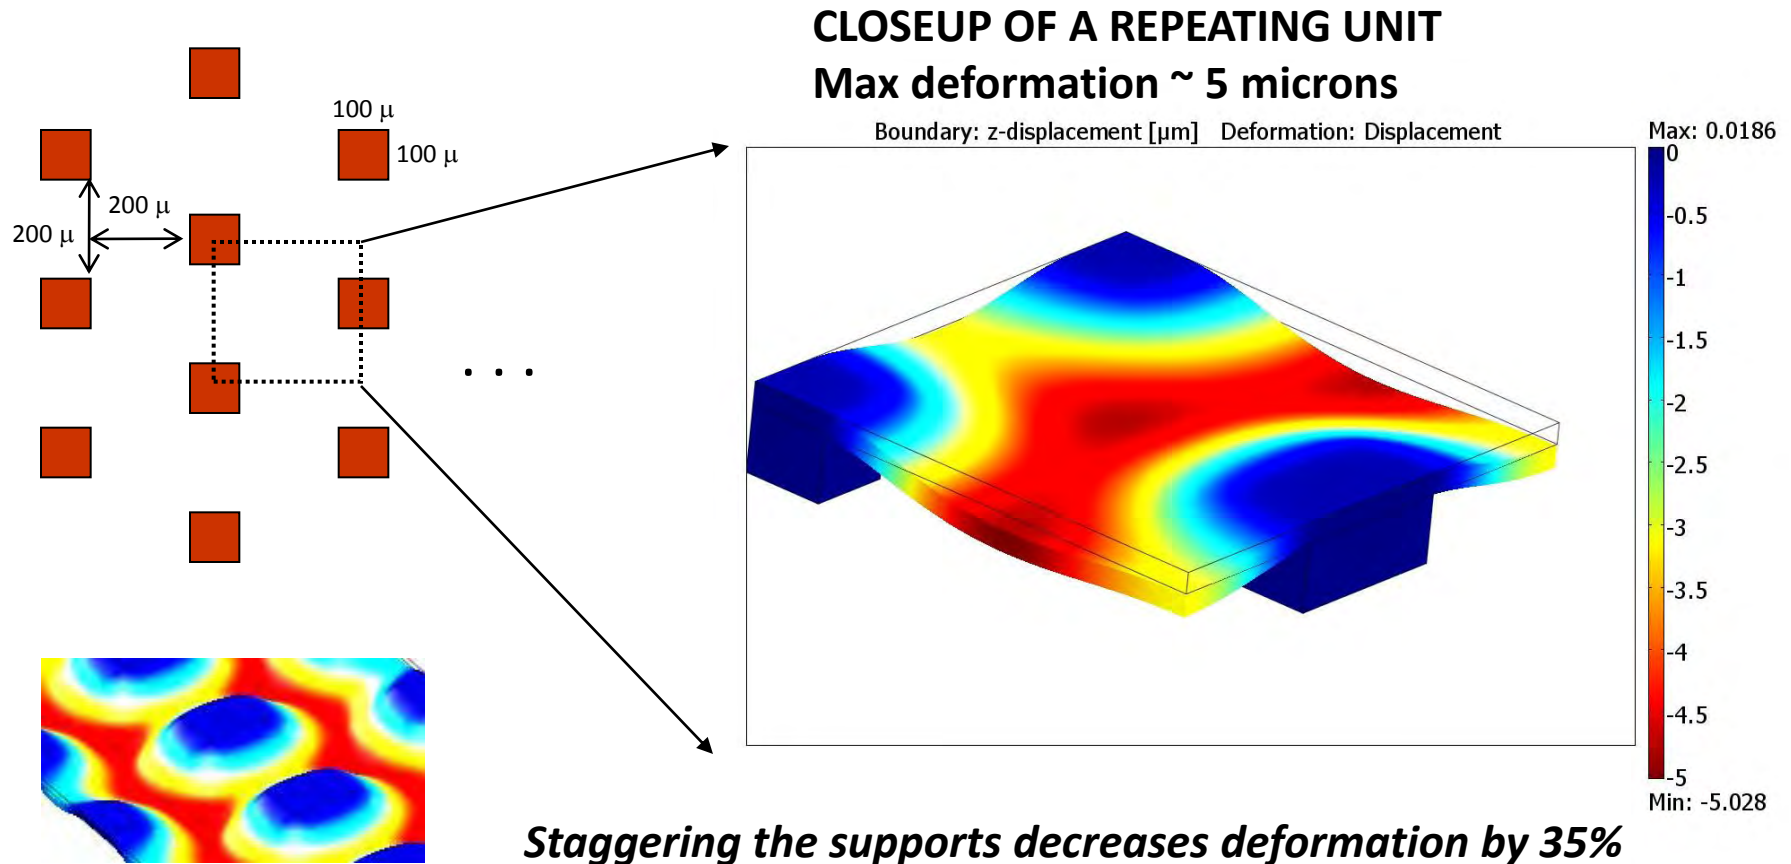 CLOSEUP OF A REPEATING UNIT
Max deformation ~ 5 microns
100 μ
100 μ
200 μ
200 μ
. . .
Boundary: z-displacement [μm] Deformation: Displacement
Max: 0.0186
0
-0.5
-1
-1.5
-2
-2.5
-3
-3.5
-4
-4.5
-5
Min: -5.028
Staggering the supports decreases deformation by 35%